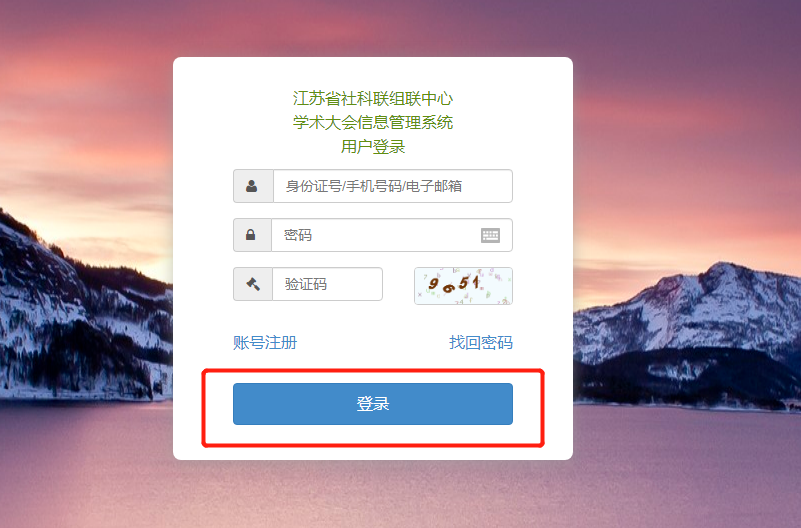 江苏省社科联组联中心
学术大会信息管理系统
用户登录
身份证号/手机号码/电子邮箱
密码
验证码
9651
账号注册 找回密码
登录